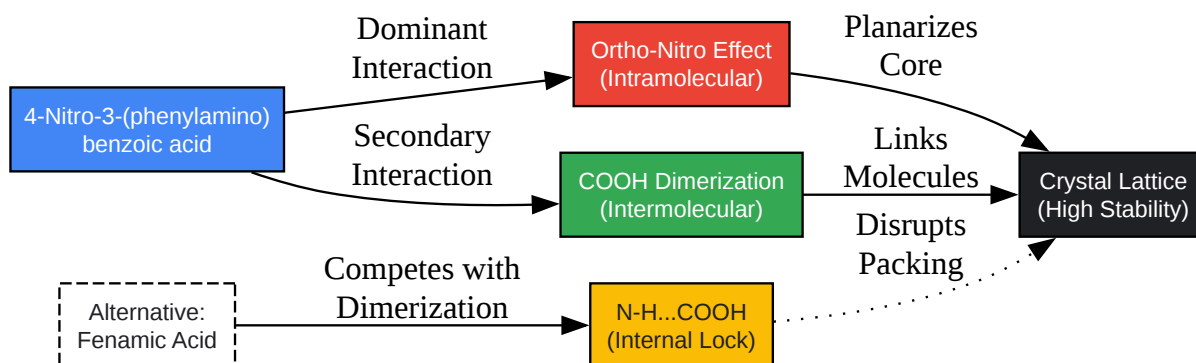 Dominant
Interaction
Ortho-Nitro Effect
(Intramolecular)
Planarizes
Core
4-Nitro-3-(phenylamino)
benzoic acid
Secondary
Interaction
COOH Dimerization
(Intermolecular)
Links
Molecules
Crystal Lattice
(High Stability)
Disrupts
Packing
Alternative:
Fenamic Acid
Competes with
Dimerization
N-H...COOH
(Internal Lock)